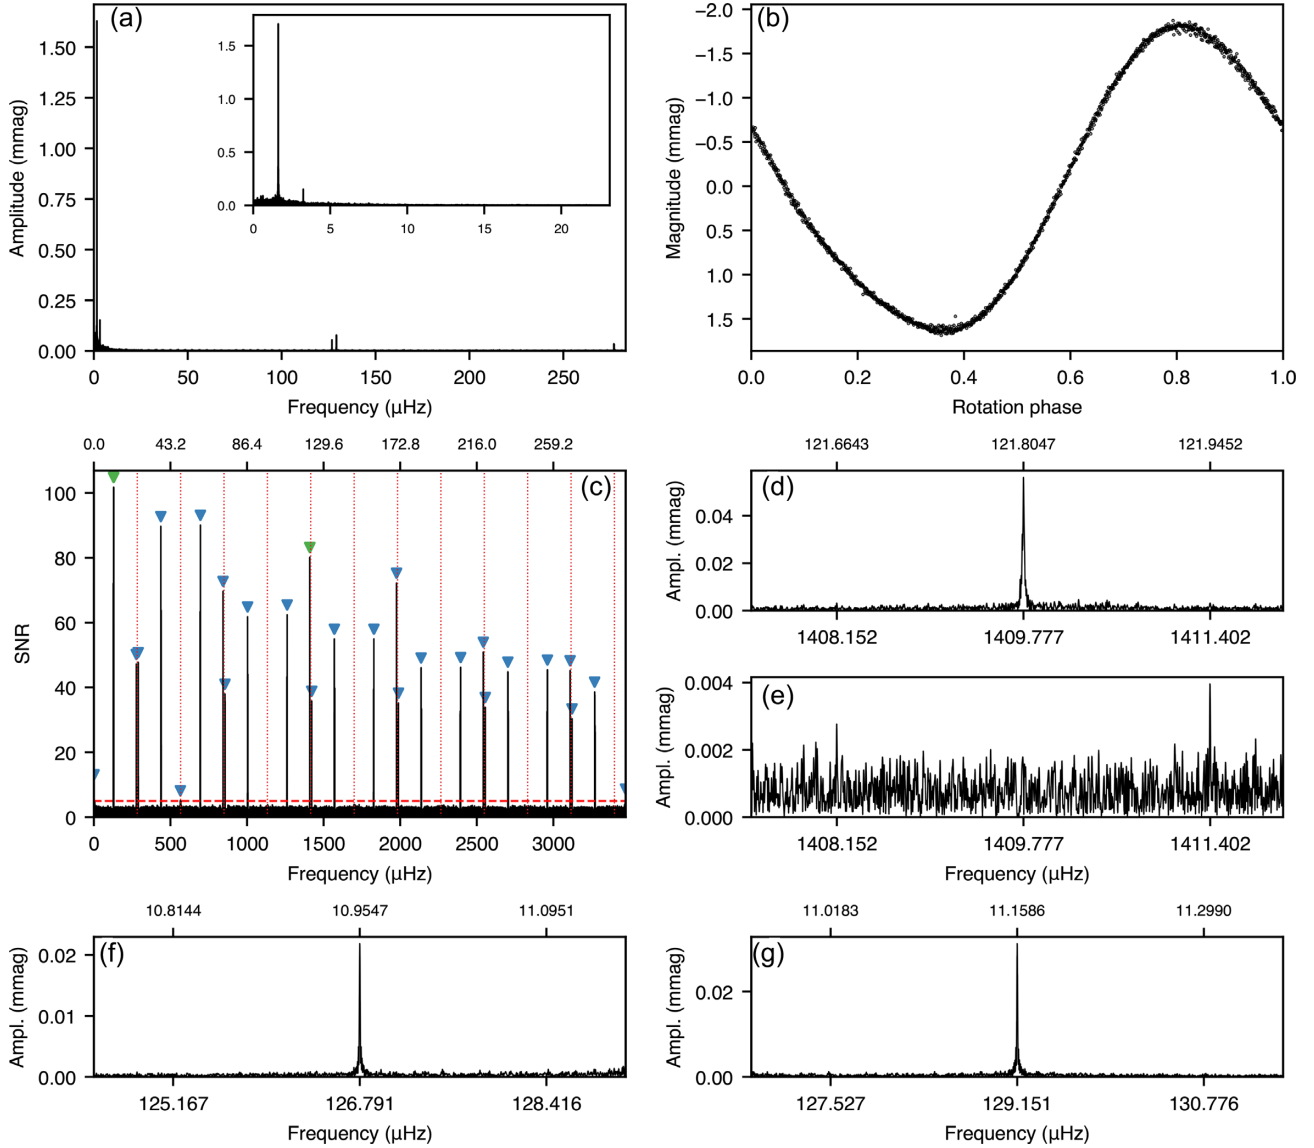 (a)
Amplitude (mmag)
1.50
1.25
1.00
0.75
0.50
0.25
0.00
0 50 100 150 200 250
Frequency (μHz)
1.5
1.0
0.5
0.0
0 5 10 15 20
(b)
Magnitude (mmag)
−2.0
−1.5
−1.0
−0.5
0.0
0.5
1.0
1.5
0.0 0.2 0.4 0.6 0.8 1.0
Rotation phase
0.0 43.2 86.4 129.6 172.8 216.0 259.2
(c)
SNR
100
80
60
40
20
0
0 500 1000 1500 2000 2500 3000
Frequency (μHz)
121.6643 121.8047 121.9452
(d)
Ampl. (mmag)
0.04
0.02
0.00
1408.152 1409.777 1411.402
(e)
Ampl. (mmag)
0.004
0.002
0.000
1408.152 1409.777 1411.402
Frequency (μHz)
10.8144 10.9547 11.0951
(f)
Ampl. (mmag)
0.02
0.01
0.00
125.167 126.791 128.416
Frequency (μHz)
11.0183 11.1586 11.2990
(g)
Ampl. (mmag)
0.02
0.00
127.527 129.151 130.776
Frequency (μHz)